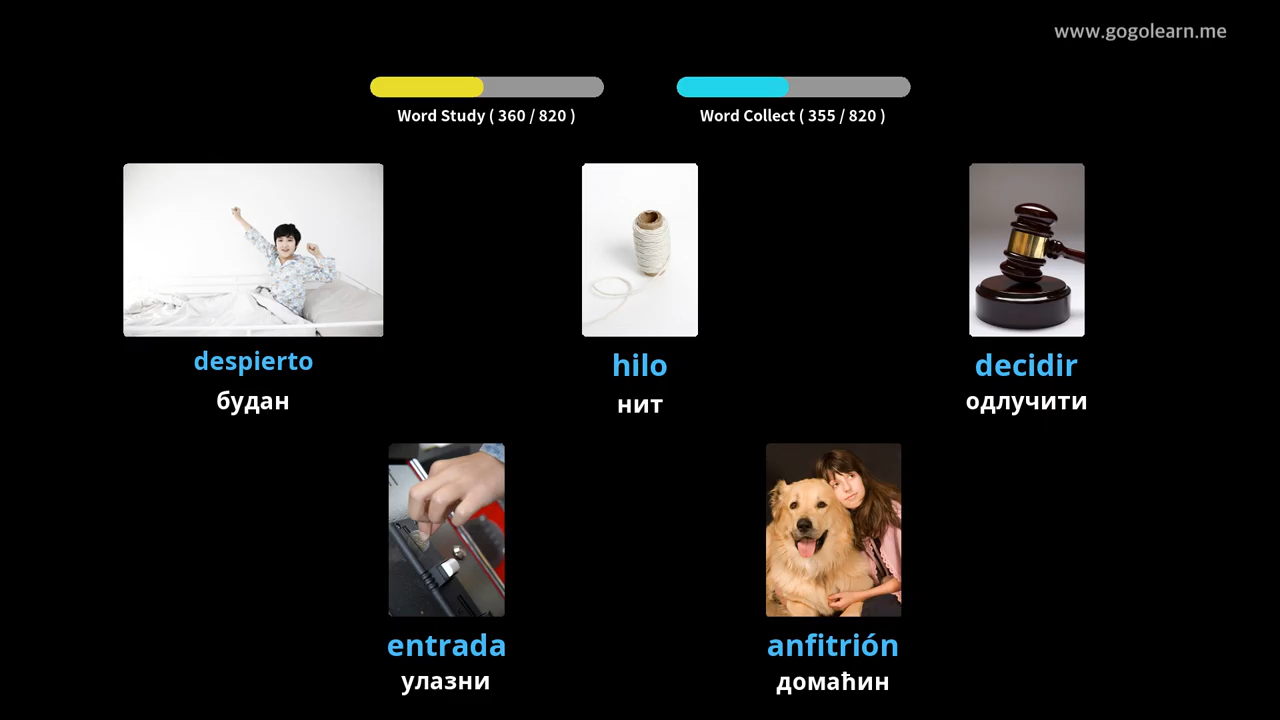 www.gogolearn.me
Word Study ( 360 / 820 )
Word Collect ( 355 / 820 )
despierto
будан
hilo
нит
decidir
одлучити
entrada
улазни
anfitrión
домаћин